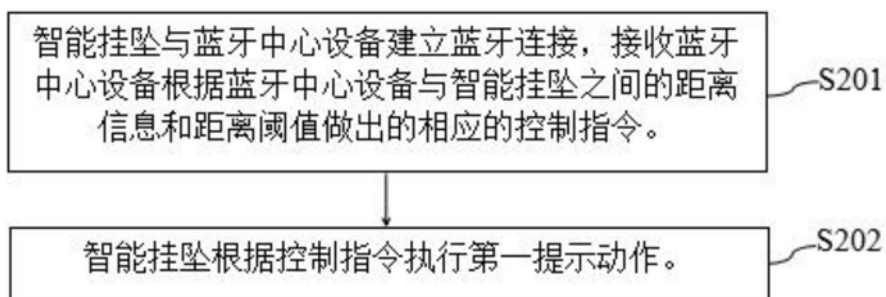 智能挂坠与蓝牙中心设备建立蓝牙连接，接收蓝牙
中心设备根据蓝牙中心设备与智能挂坠之间的距离
信息和距离阈值做出的相应的控制指令。
S201
智能挂坠根据控制指令执行第一提示动作。
S202